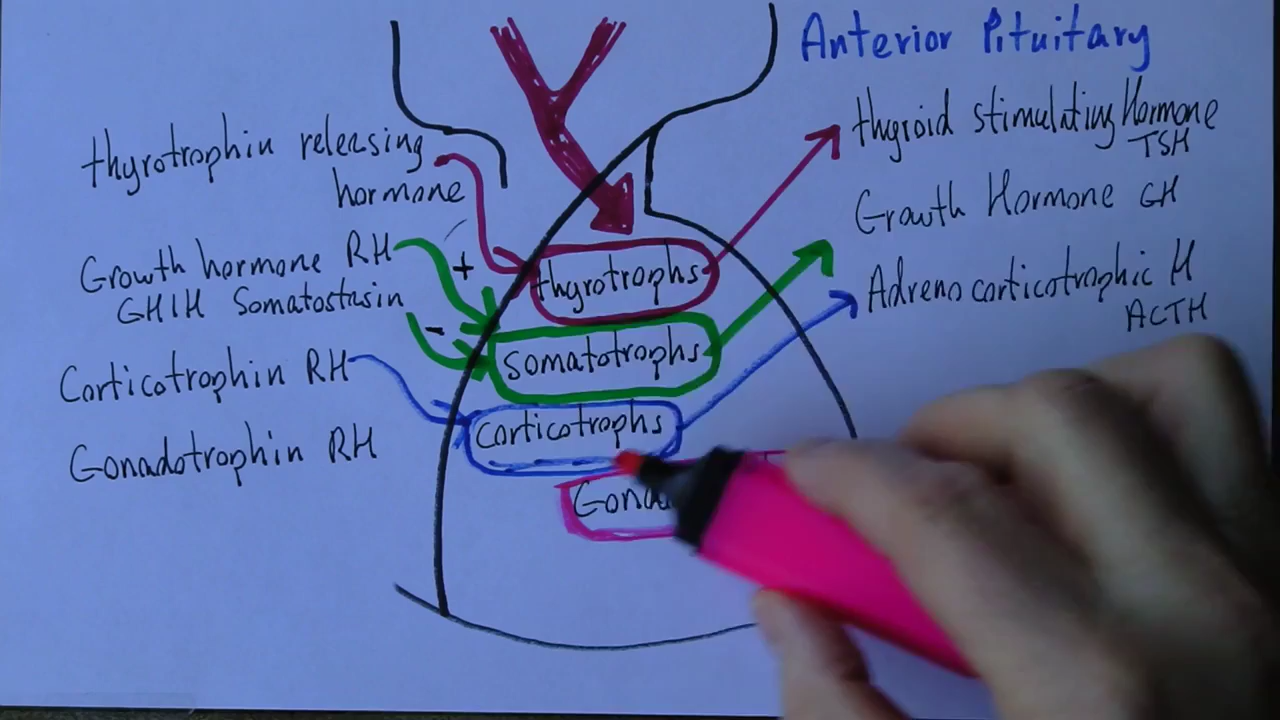 Anterior Pituitary
thyrotrophin releasing
hormone
Growth hormone RH
GHIH Somatostasin
Corticotrophin RH
Gonadotrophin RH
+
-
thyrotrophs
somatotrophs
corticotrophs
thyroid stimulating Hormone
TSH
Growth Hormone GH
Adreno corticotrophic H
ACTH